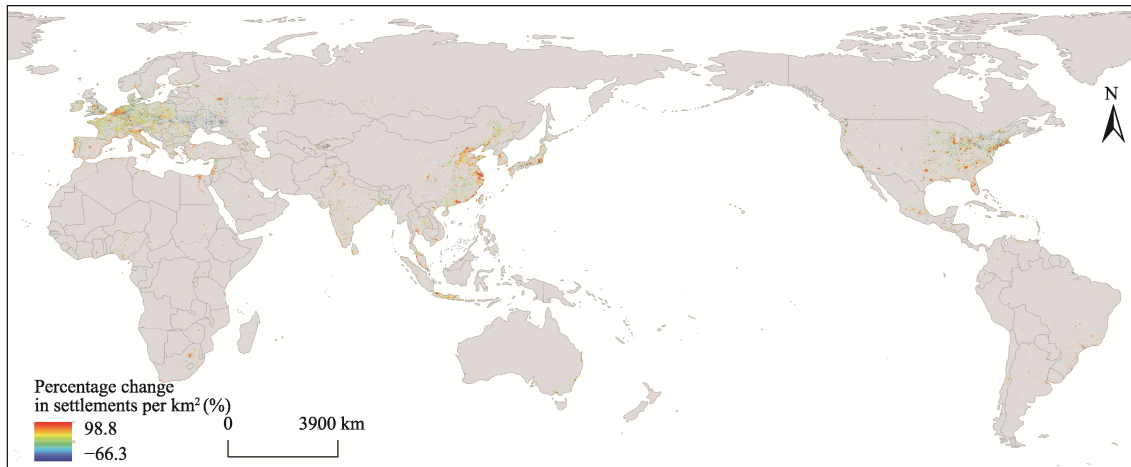 N
Percentage change
in settlements per km² (%)
98.8
−66.3
0 3900 km